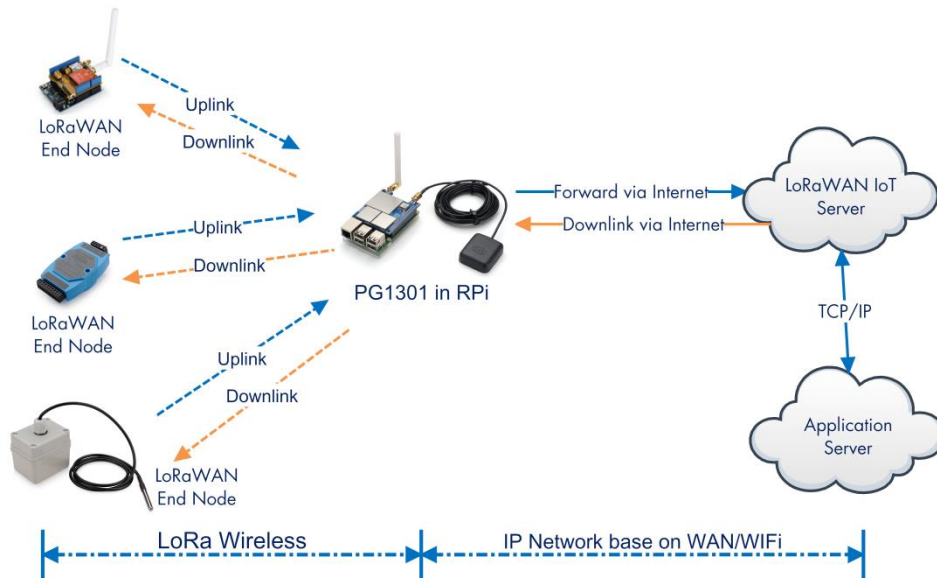 Uplink
Downlink
LoRaWAN
End Node
Uplink
Downlink
LoRaWAN
End Node
Uplink
Downlink
LoRaWAN
End Node
PG1301 in RPi
Forward via Internet
Downlink via Internet
LoRaWAN IoT
Server
TCP/IP
Application
Server
LoRa Wireless
IP Network base on WAN/WIFi